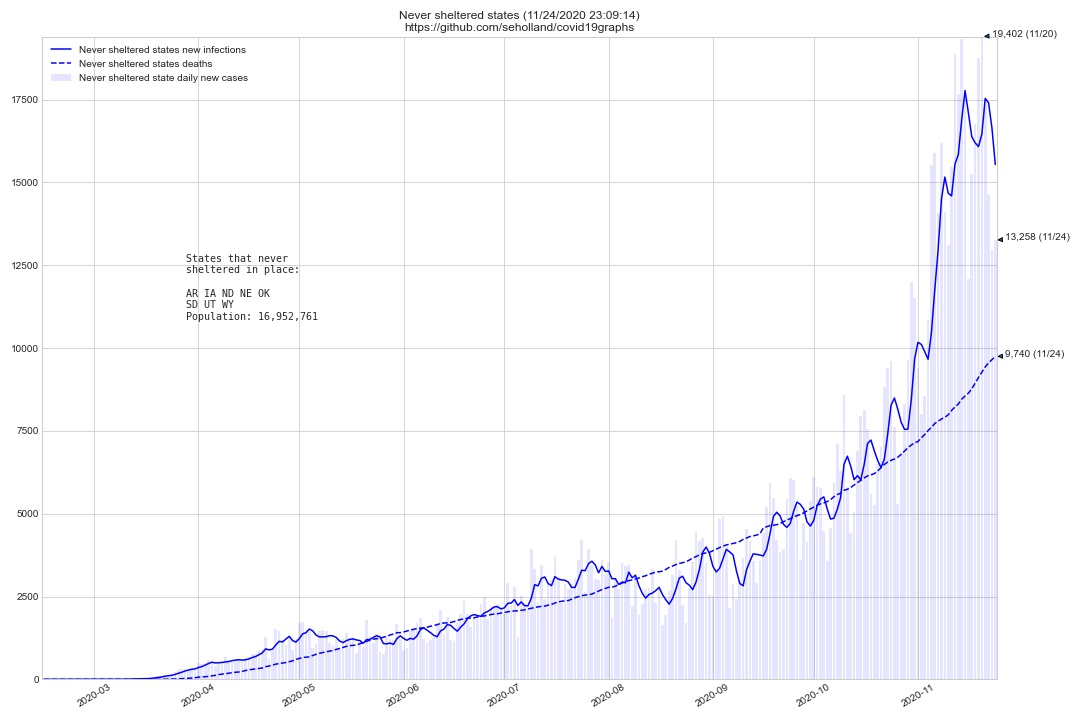 Never sheltered states (11/24/2020 23:09:14)
https://github.com/seholland/covid19graphs
Never sheltered states new infections
Never sheltered states deaths
Never sheltered state daily new cases
19,402 (11/20)
17500
15000
13,258 (11/24)
12500
States that never
sheltered in place:
AR IA ND NE OK
SD UT WY
Population: 16,952,761
10000
9,740 (11/24)
7500
5000
2500
0
2020-03
2020-04
2020-05
2020-06
2020-07
2020-08
2020-09
2020-10
2020-11